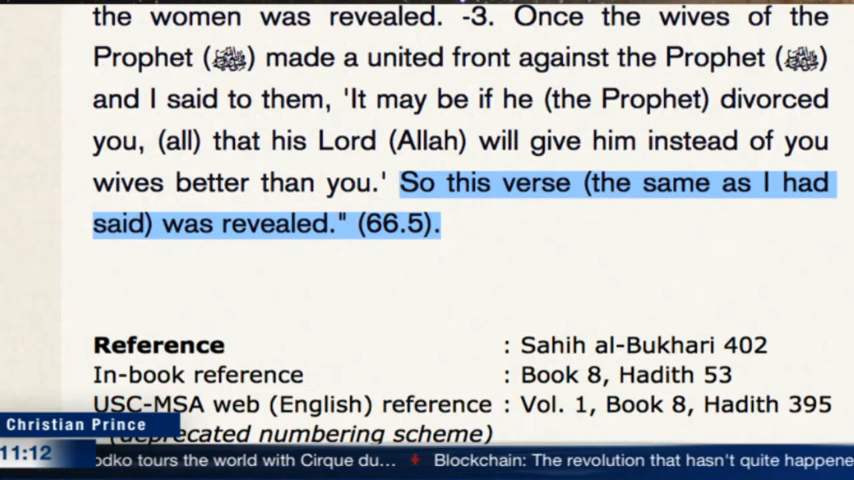 the women was revealed. -3. Once the wives of the
Prophet (ﷺ) made a united front against the Prophet (ﷺ)
and I said to them, 'It may be if he (the Prophet) divorced
you, (all) that his Lord (Allah) will give him instead of you
wives better than you.' So this verse (the same as I had
said) was revealed." (66.5).
Reference : Sahih al-Bukhari 402
In-book reference : Book 8, Hadith 53
USC-MSA web (English) reference : Vol. 1, Book 8, Hadith 395
(deprecated numbering scheme)
Christian Prince
11:12
odko tours the world with Cirque du... Blockchain: The revolution that hasn't quite happene